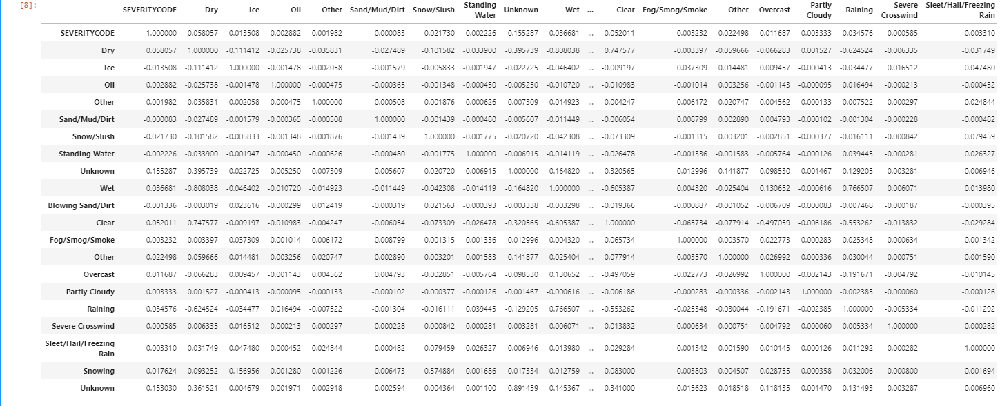 [8]:
SEVERITYCODE Dry Ice Oil Other Sand/Mud/Dirt Snow/Slush Standing Water Unknown Wet ... Clear Fog/Smog/Smoke Other Overcast Partly Cloudy Raining Severe Crosswind Sleet/Hail/Freezing Rain
SEVERITYCODE 1.000000 0.058057 -0.013508 0.002882 0.001982 -0.000083 -0.021730 -0.002226 -0.155287 0.036681 ... 0.052011 0.003232 -0.022498 0.011687 0.003333 0.034576 -0.000585 -0.003310
Dry 0.058057 1.000000 -0.111412 -0.025738 -0.035831 -0.027489 -0.101582 -0.033900 -0.395739 -0.808038 ... 0.747577 -0.003397 -0.059666 -0.066283 0.001527 -0.624524 -0.006335 -0.031749
Ice -0.013508 -0.111412 1.000000 -0.001478 -0.002058 -0.001579 -0.005833 -0.001947 -0.022725 -0.046402 ... -0.009197 0.037309 0.014481 0.009457 -0.000413 -0.034477 0.016512 0.047480
Oil 0.002882 -0.025738 -0.001478 1.000000 -0.000475 -0.000365 -0.001348 -0.000450 -0.005250 -0.010720 ... -0.010983 -0.001014 0.003256 -0.001143 -0.000095 0.016494 -0.000213 -0.000452
Other 0.001982 -0.035831 -0.002058 -0.000475 1.000000 -0.000508 -0.001876 -0.000626 -0.007309 -0.014923 ... -0.004247 0.006172 0.020747 0.004562 -0.000133 -0.007522 -0.000297 0.024844
Sand/Mud/Dirt -0.000083 -0.027489 -0.001579 -0.000365 -0.000508 1.000000 -0.001439 -0.000480 -0.005607 -0.011449 ... -0.006054 0.008799 0.002890 0.004793 -0.000102 -0.001304 -0.000228 -0.000482
Snow/Slush -0.021730 -0.101582 -0.005833 -0.001348 -0.001876 -0.001439 1.000000 -0.001775 -0.020720 -0.042308 ... -0.073309 -0.001315 0.003201 -0.002851 -0.000377 -0.016111 -0.000842 0.079459
Standing Water -0.002226 -0.033900 -0.001947 -0.000450 -0.000626 -0.000480 -0.001775 1.000000 -0.006915 -0.014119 ... -0.026478 -0.001336 -0.001583 -0.005764 -0.000126 0.039445 -0.000281 0.026327
Unknown -0.155287 -0.395739 -0.022725 -0.005250 -0.007309 -0.005607 -0.020720 -0.006915 1.000000 -0.164820 ... -0.320565 -0.012996 0.141877 -0.098530 -0.001467 -0.129205 -0.003281 -0.006946
Wet 0.036681 -0.808038 -0.046402 -0.010720 -0.014923 -0.011449 -0.042308 -0.014119 -0.164820 1.000000 ... -0.605387 0.004320 -0.025404 0.130652 -0.000616 0.766507 0.006071 0.013980
Blowing Sand/Dirt -0.001336 -0.003019 0.023616 -0.000299 0.012419 -0.000319 0.021563 -0.000393 -0.003338 -0.003298 ... -0.019366 -0.000887 -0.001052 -0.006709 -0.000083 -0.007468 -0.000187 -0.000395
Clear 0.052011 0.747577 -0.009197 -0.010983 -0.004247 -0.006054 -0.073309 -0.026478 -0.320565 -0.605387 ... 1.000000 -0.065734 -0.077914 -0.497059 -0.006186 -0.553262 -0.013832 -0.029284
Fog/Smog/Smoke 0.003232 -0.003397 0.037309 -0.001014 0.006172 0.008799 -0.001315 -0.001336 -0.012996 0.004320 ... -0.065734 1.000000 -0.003570 -0.022773 -0.000283 -0.025348 -0.000634 -0.001342
Other -0.022498 -0.059666 0.014481 0.003256 0.020747 0.002890 0.003201 -0.001583 0.141877 -0.025404 ... -0.077914 -0.003570 1.000000 -0.026992 -0.000336 -0.030044 -0.000751 -0.001590
Overcast 0.011687 -0.066283 0.009457 -0.001143 0.004562 0.004793 -0.002851 -0.005764 -0.098530 0.130652 ... -0.497059 -0.022773 -0.026992 1.000000 -0.002143 -0.191671 -0.004792 -0.010145
Partly Cloudy 0.003333 0.001527 -0.000413 -0.000095 -0.000133 -0.000102 -0.000377 -0.000126 -0.001467 -0.000616 ... -0.006186 -0.000283 -0.000336 -0.002143 1.000000 -0.002385 -0.000060 -0.000126
Raining 0.034576 -0.624524 -0.034477 0.016494 -0.007522 -0.001304 -0.016111 0.039445 -0.129205 0.766507 ... -0.553262 -0.025348 -0.030044 -0.191671 -0.002385 1.000000 -0.005334 -0.011292
Severe Crosswind -0.000585 -0.006335 0.016512 -0.000213 -0.000297 -0.000228 -0.000842 -0.000281 -0.003281 0.006071 ... -0.013832 -0.000634 -0.000751 -0.004792 -0.000060 -0.005334 1.000000 -0.000282
Sleet/Hail/Freezing Rain -0.003310 -0.031749 0.047480 -0.000452 0.024844 -0.000482 0.079459 0.026327 -0.006946 0.013980 ... -0.029284 -0.001342 -0.001590 -0.010145 -0.000126 -0.011292 -0.000282 1.000000
Snowing -0.017624 -0.093252 0.156956 -0.001280 0.001226 0.006473 0.574884 -0.001686 -0.017334 -0.012759 ... -0.083000 -0.003803 -0.004507 -0.028755 -0.000358 -0.032006 -0.000800 -0.001694
Unknown -0.153030 -0.361521 -0.004679 -0.001971 0.002918 0.002594 0.004364 -0.001100 0.891459 -0.145367 ... -0.341000 -0.015623 -0.018518 -0.118135 -0.001470 -0.131493 -0.003287 -0.006960